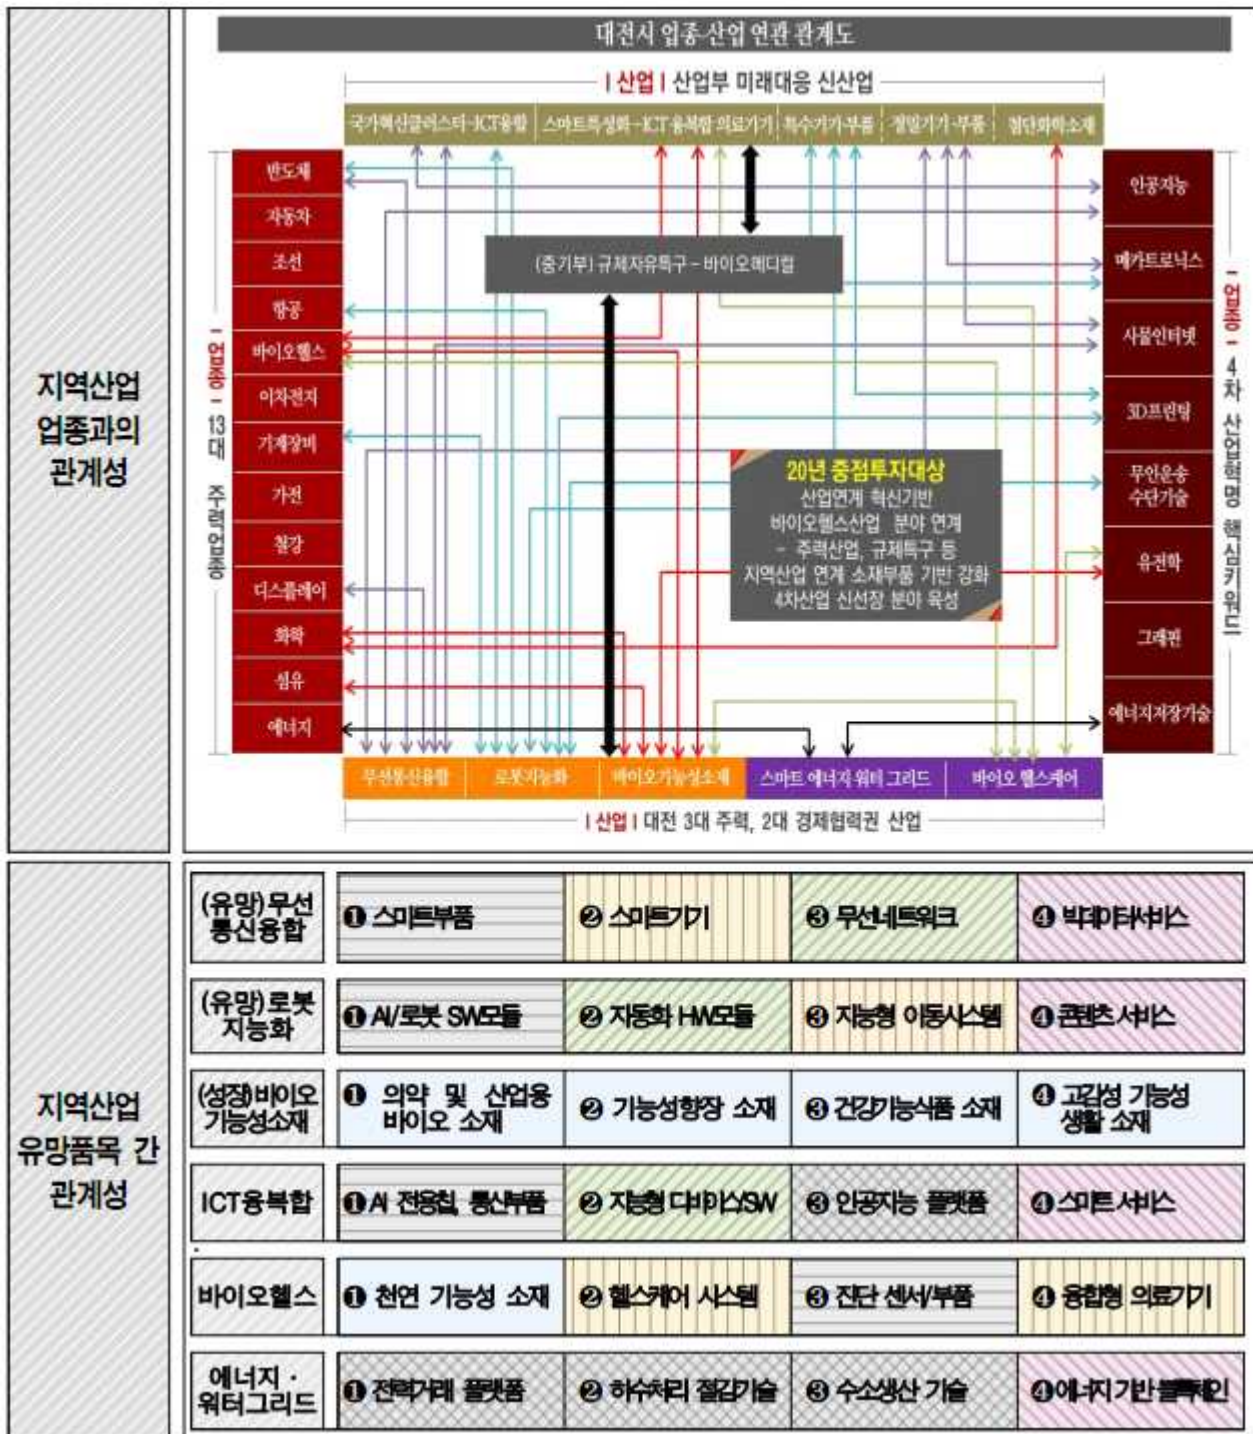 지역산업
업종과의
관계성
대전시 업종·산업 연관 관계도
| 산업 | 산업부 미래대응 신산업
국가혁신클러스터-ICT융합
스마트특성화-ICT 융복합 의료기기
특수기기·부품
정밀기기·부품
첨단화학소재
- 업종 - 13대 주력업종
반도체
자동차
조선
항공
바이오헬스
이차전지
기계장비
가전
철강
디스플레이
화학
섬유
에너지
(중기부) 규제자유특구 - 바이오메디컬
20년 중점투자대상
산업연계 혁신기반
바이오헬스산업 분야 연계
- 주력산업, 규제특구 등
지역산업 연계 소재부품 기반 강화
4차산업 신선장 분야 육성
인공지능
메카트로닉스
사물인터넷
3D프린팅
무인운송
수단기술
유전학
그래핀
에너지저장기술
- 업종 - 4차 산업혁명 핵심키워드
무선통신융합
로봇지능화
바이오기능성소재
스마트 에너지 워터 그리드
바이오 헬스케어
| 산업 | 대전 3대 주력, 2대 경제협력권 산업
지역산업
유망품목 간
관계성
(유망)무선
통신융합
❶ 스마트부품
❷ 스마트기기
❸ 무선네트워크
❹ 빅데이터서비스
(유망)로봇
지능화
❶ AI/로봇 SW모듈
❷ 자동화 HW모듈
❸ 지능형 이동시스템
❹ 콘텐츠 서비스
(성장)바이오
기능성소재
❶ 의약 및 산업용
바이오 소재
❷ 기능성향장 소재
❸ 건강기능식품 소재
❹ 고감성 기능성
생활 소재
ICT융복합
❶ AI 전용칩, 통신부품
❷ 지능형 디바이스/SW
❸ 인공지능 플랫폼
❹ 스마트 서비스
바이오헬스
❶ 천연 기능성 소재
❷ 헬스케어 시스템
❸ 진단 센서/부품
❹ 융합형 의료기기
에너지 ·
워터그리드
❶ 전력거래 플랫폼
❷ 하수처리 절감기술
❸ 수소생산 기술
❹ 에너지 기반 블록체인